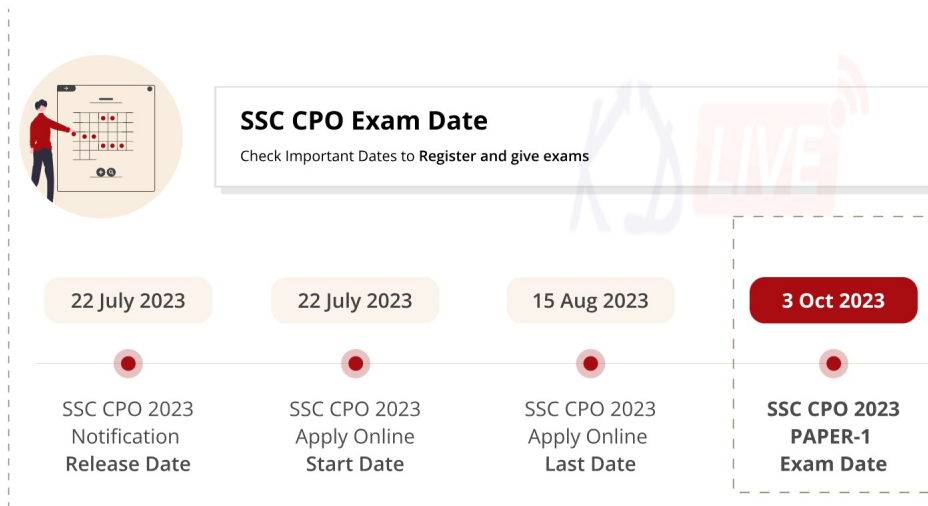 SSC CPO Exam Date
Check Important Dates to Register and give exams
KD LIVE
22 July 2023
22 July 2023
15 Aug 2023
3 Oct 2023
SSC CPO 2023
Notification
Release Date
SSC CPO 2023
Apply Online
Start Date
SSC CPO 2023
Apply Online
Last Date
SSC CPO 2023
PAPER-1
Exam Date